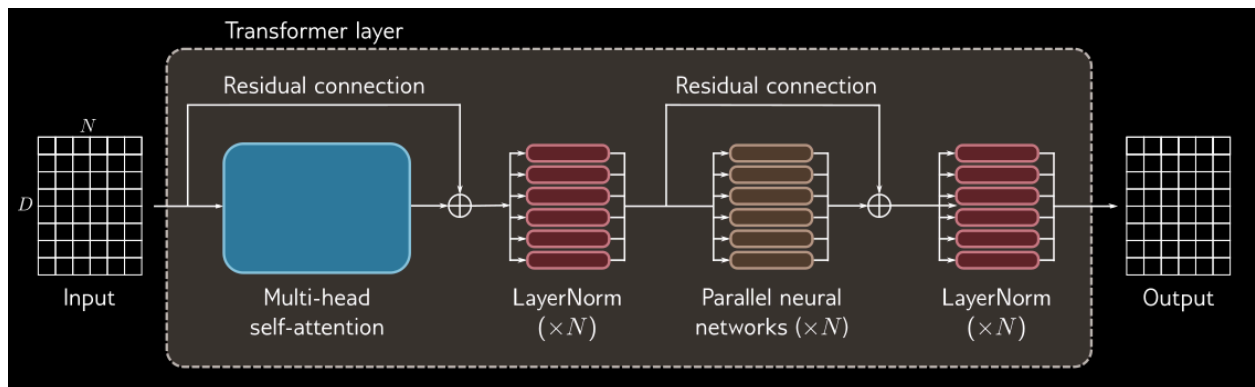 Transformer layer
Residual connection
Residual connection
N
D
Input
Multi-head
self-attention
LayerNorm
(×N)
Parallel neural
networks (×N)
LayerNorm
(×N)
Output